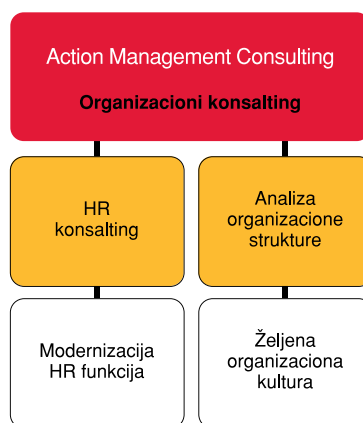 Action Management Consulting
Organizacioni konsalting
HR
konsalting
Analiza
organizacione
strukture
Modernizacija
HR funkcija
Željena
organizaciona
kultura